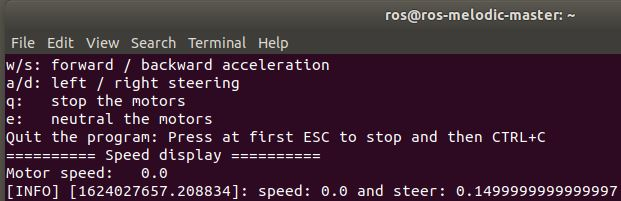 ros@ros-melodic-master: ~
File Edit View Search Terminal Help
w/s: forward / backward acceleration
a/d: left / right steering
q:   stop the motors
e:   neutral the motors
Quit the program: Press at first ESC to stop and then CTRL+C
========== Speed display ==========
Motor speed:   0.0
[INFO] [1624027657.208834]: speed: 0.0 and steer: 0.1499999999999997